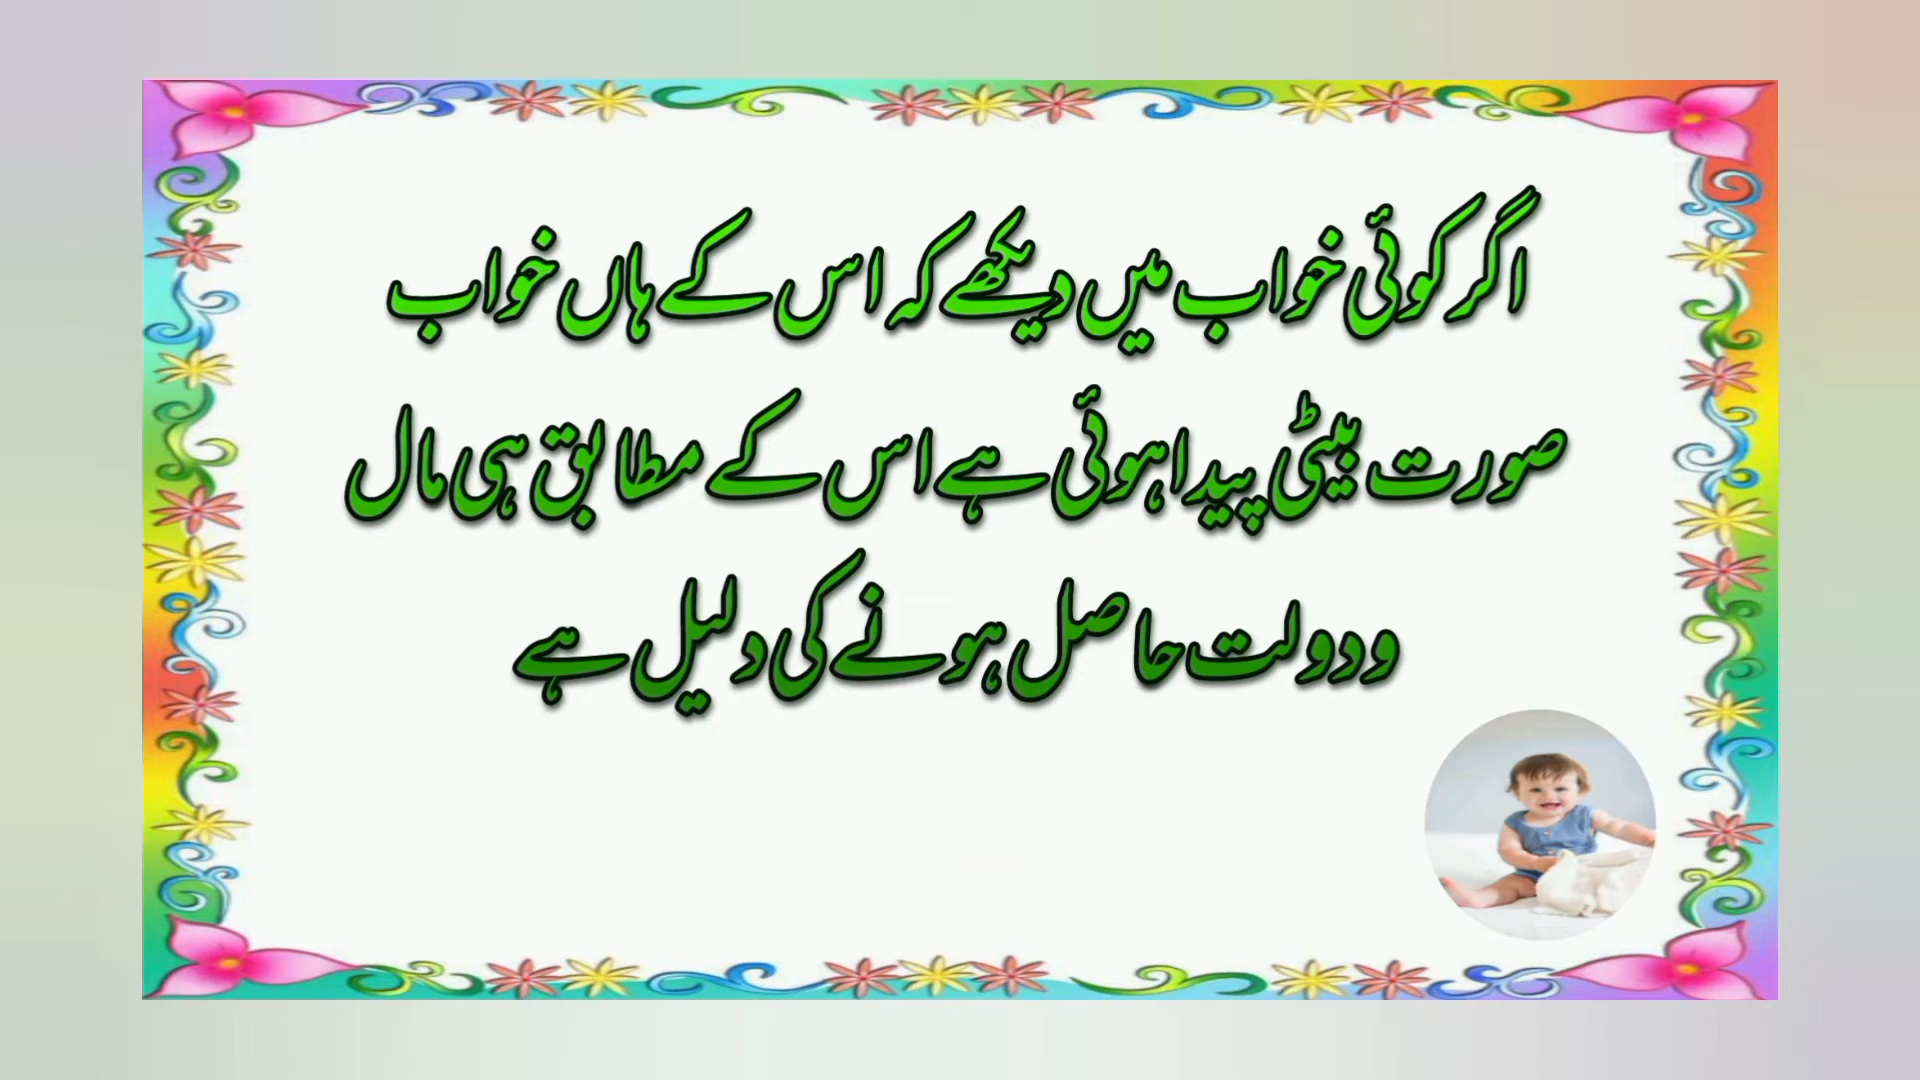 اگر کوئی خواب میں دیکھے کہ اس کے ہاں خواب
صورت بیٹی پیدا ہوئی ہے اس کے مطابق ہی مال
و دولت حاصل ہونے کی دلیل ہے